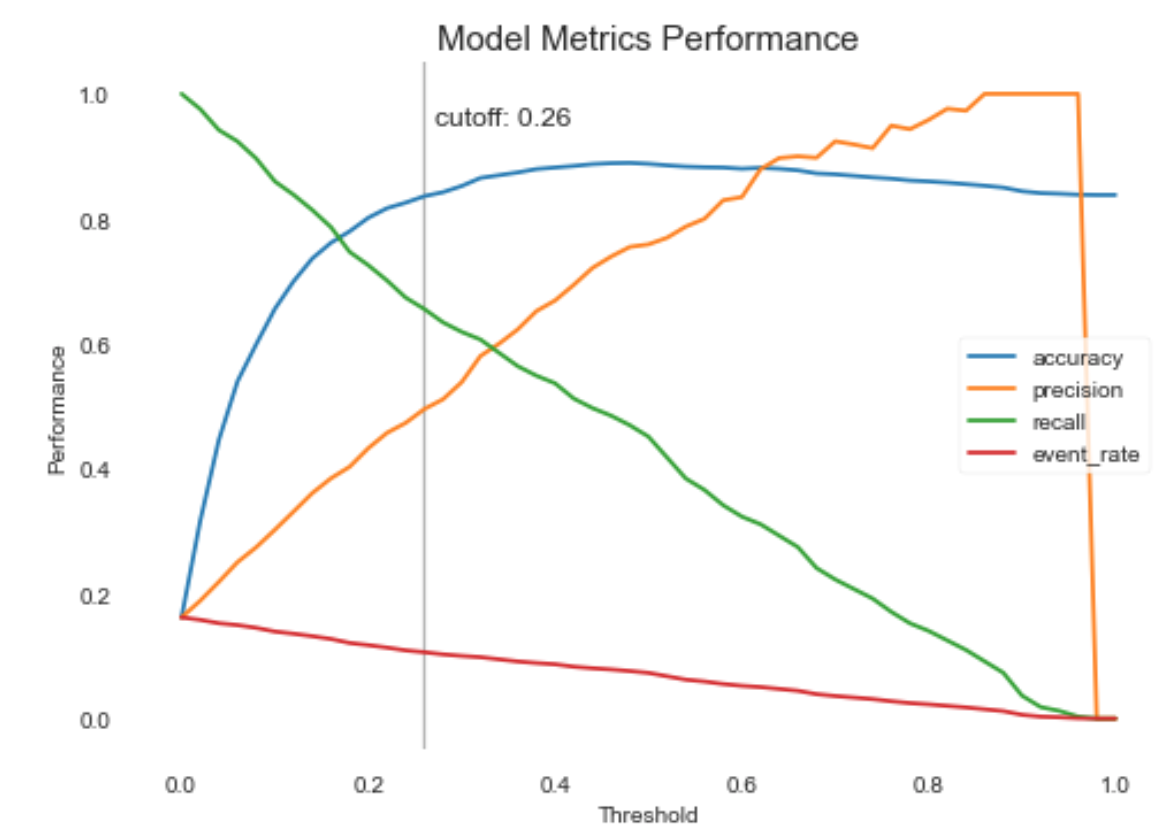 Model Metrics Performance
cutoff: 0.26
1.0
0.8
0.6
0.4
0.2
0.0
Performance
accuracy
precision
recall
event_rate
0.0 0.2 0.4 0.6 0.8 1.0
Threshold